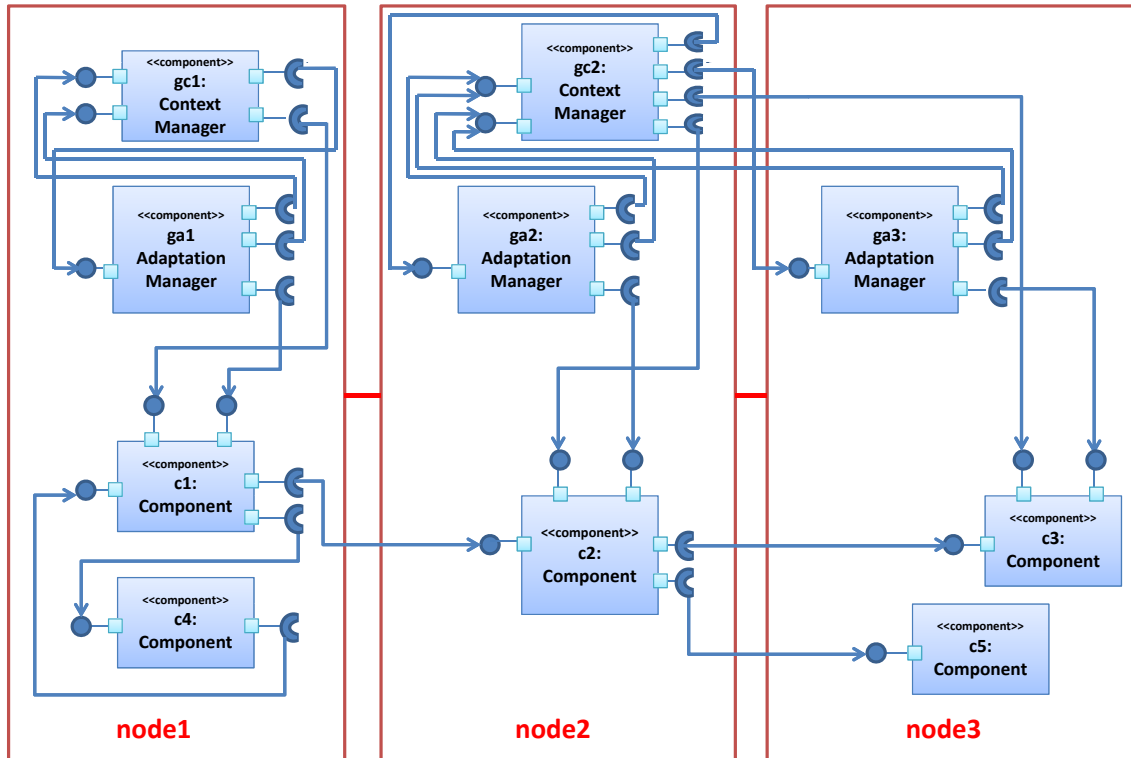 <<component>>
gc1:
Context
Manager
<<component>>
ga1
Adaptation
Manager
<<component>>
c1:
Component
<<component>>
c4:
Component
node1
<<component>>
gc2:
Context
Manager
<<component>>
ga2:
Adaptation
Manager
<<component>>
c2:
Component
node2
<<component>>
ga3:
Adaptation
Manager
<<component>>
c3:
Component
<<component>>
c5:
Component
node3